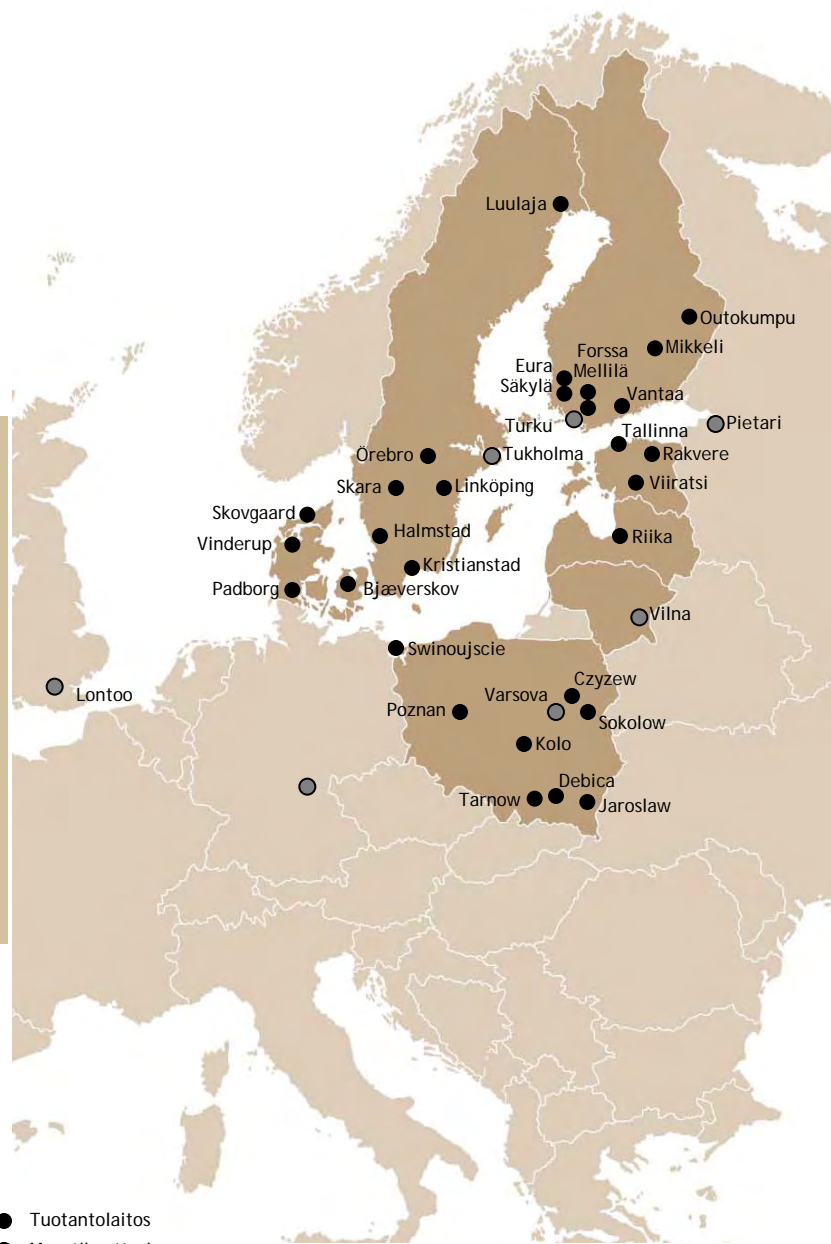 Luulaja
Outokumpu
Forssa
Mikkeli
Eura
Mellilä
Säkylä
Vantaa
Turku
Pietari
Tallinna
Örebro
Tukholma
Rakvere
Skara
Linköping
Viiratsi
Skovgaard
Halmstad
Riika
Vinderup
Kristianstad
Padborg
Bjæverskov
Vilna
Swinoujscie
Czyzew
Lontoo
Varsova
Poznan
Sokolow
Kolo
Debica
Tarnow
Jaroslaw
Tuotantolaitos